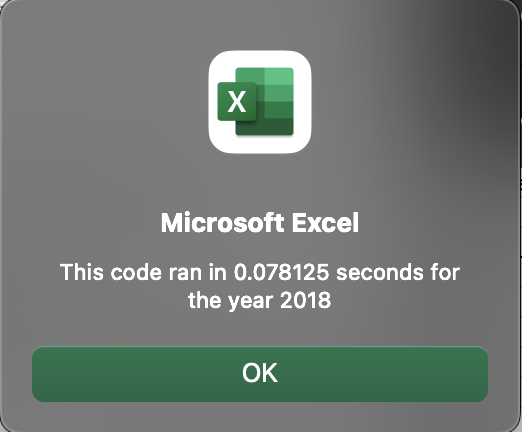 X
Microsoft Excel
This code ran in 0.078125 seconds for
the year 2018
OK